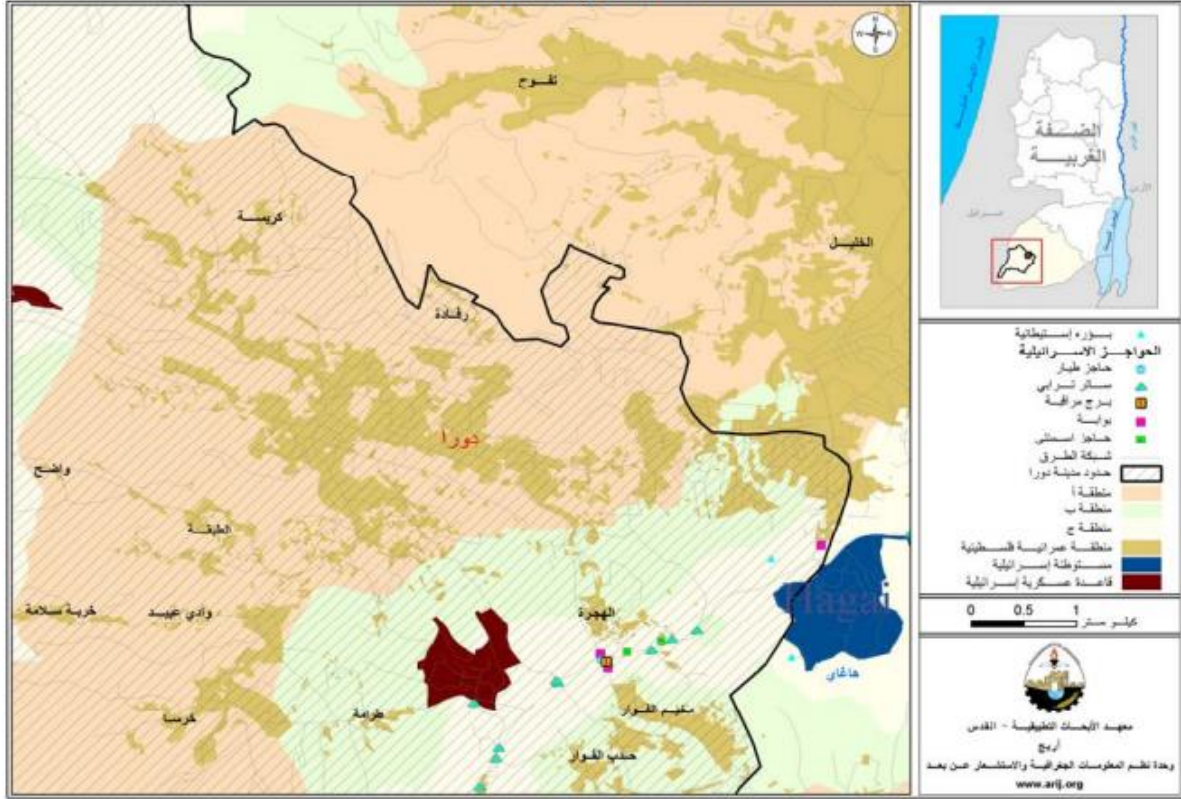 N
W E
S
تفوح
كريسة
الخليل
رقادة
دورا
واضح
الطبقة
الهجرة
Hagai
هاغاي
خربة سلامة
وادي عبيد
مخيم الفوار
خرسا
طرامة
حدب الفوار
الضفة
الغربية
الأردن
بؤره إستيطانية
الحواجز الاسرائيلية
حاجز طيار
ساتر ترابي
برج مراقبة
بوابة
حاجز اسمنتي
شبكة الطرق
حدود مدينة دورا
منطقة أ
منطقة ب
منطقة ج
منطقة عمرانية فلسطينية
مستوطنة إسرائيلية
قاعدة عسكرية إسرائيلية
0 0.5 1
كيلو متر
معهد الأبحاث التطبيقية - القدس
أريج
وحدة نظم المعلومات الجغرافية والاستشعار عن بعد
www.arij.org